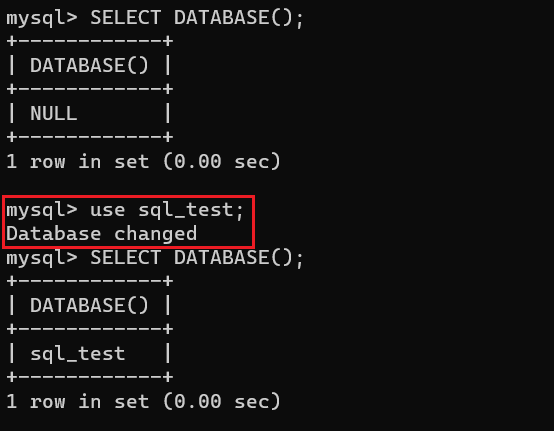 mysql> SELECT DATABASE();
+------------+
| DATABASE() |
+------------+
| NULL       |
+------------+
1 row in set (0.00 sec)

mysql> use sql_test;
Database changed
mysql> SELECT DATABASE();
+------------+
| DATABASE() |
+------------+
| sql_test   |
+------------+
1 row in set (0.00 sec)